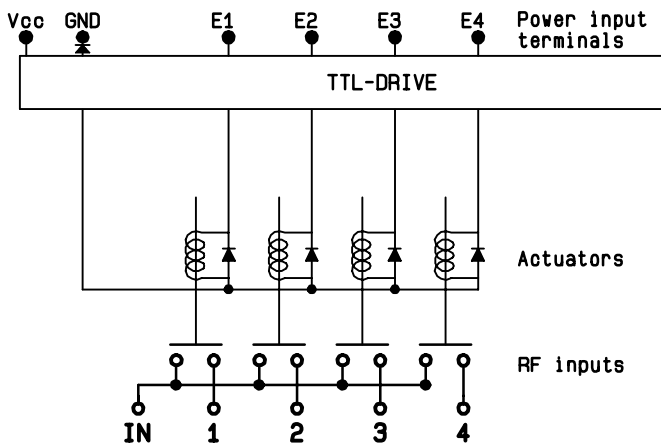 Vcc GND E1 E2 E3 E4 Power input
terminals
TTL-DRIVE
Actuators
RF inputs
IN 1 2 3 4